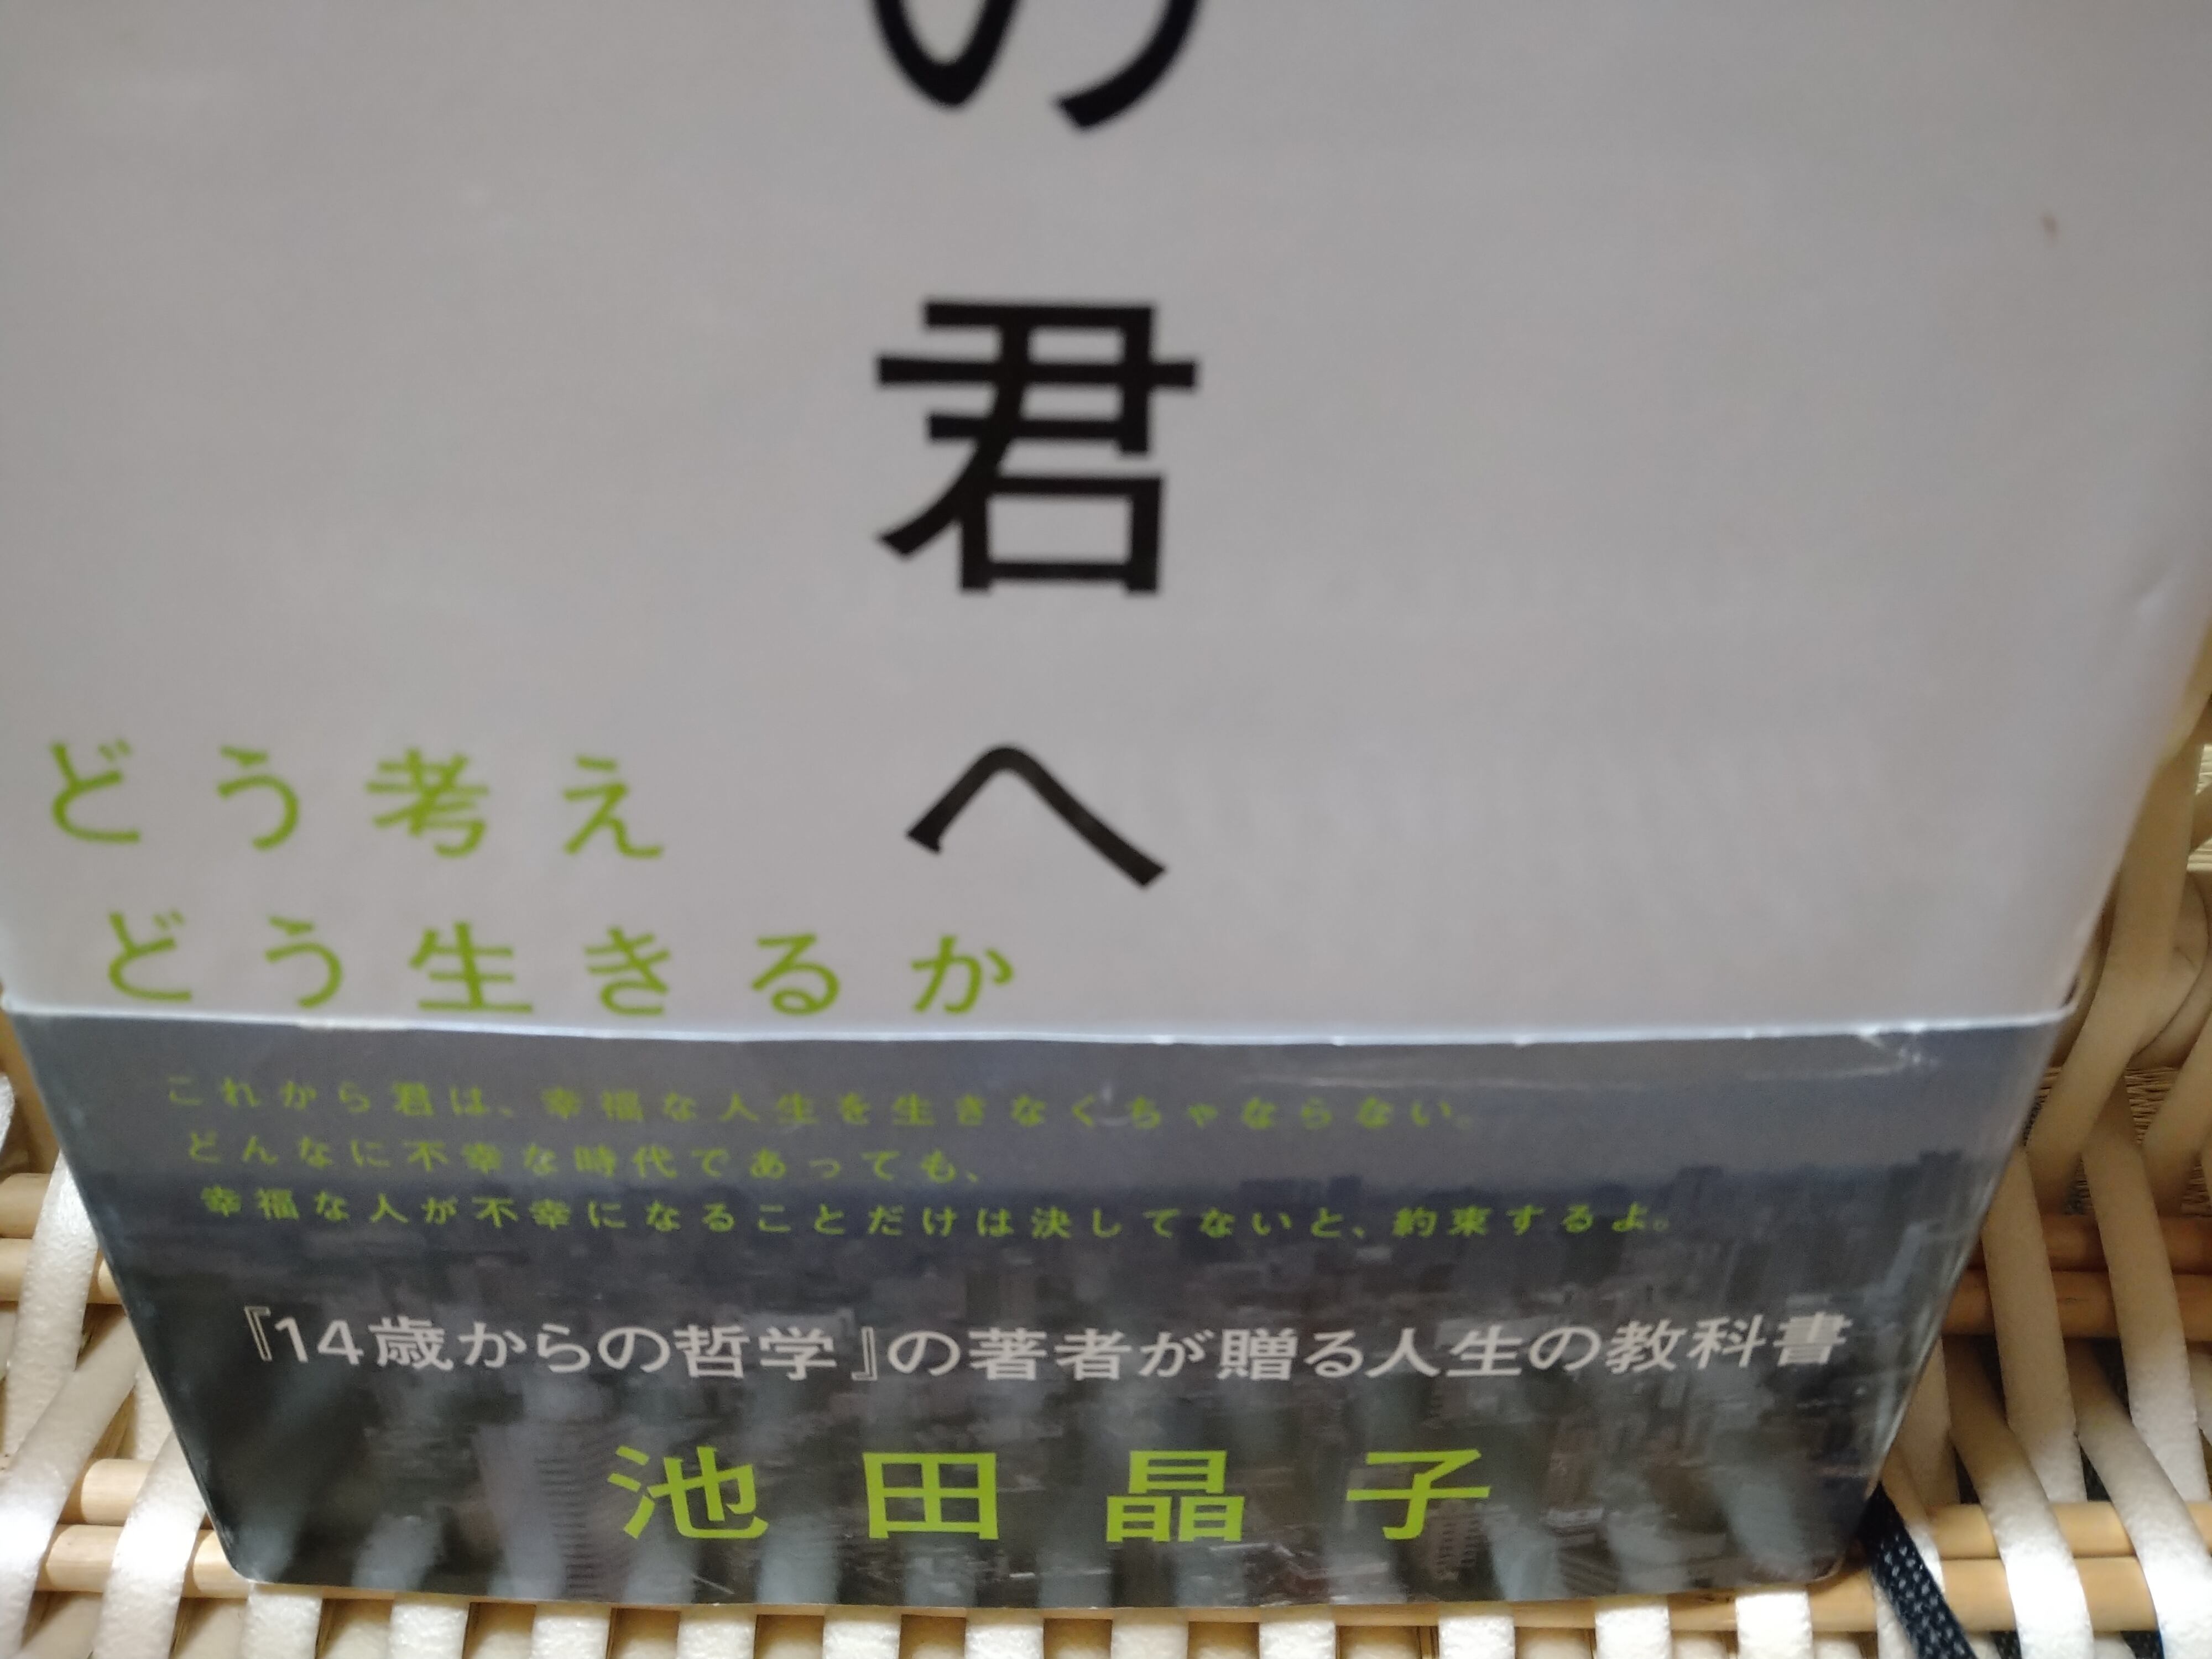 の君へ
どう考え
どう生きるか
これから君は、幸福な人生を生きなくちゃならない。
どんなに不幸な時代であっても、
幸福な人が不幸になることだけは決してないと、約束するよ。
『14歳からの哲学』の著者が贈る人生の教科書
池田晶子